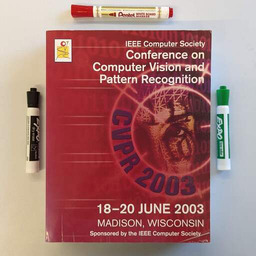 Pentel
IEEE Computer Society
Conference on
Computer Vision and
Pattern Recognition
CVPR 2003
EXPO
EXPO
18–20 JUNE 2003
MADISON, WISCONSIN
Sponsored by the IEEE Computer Society